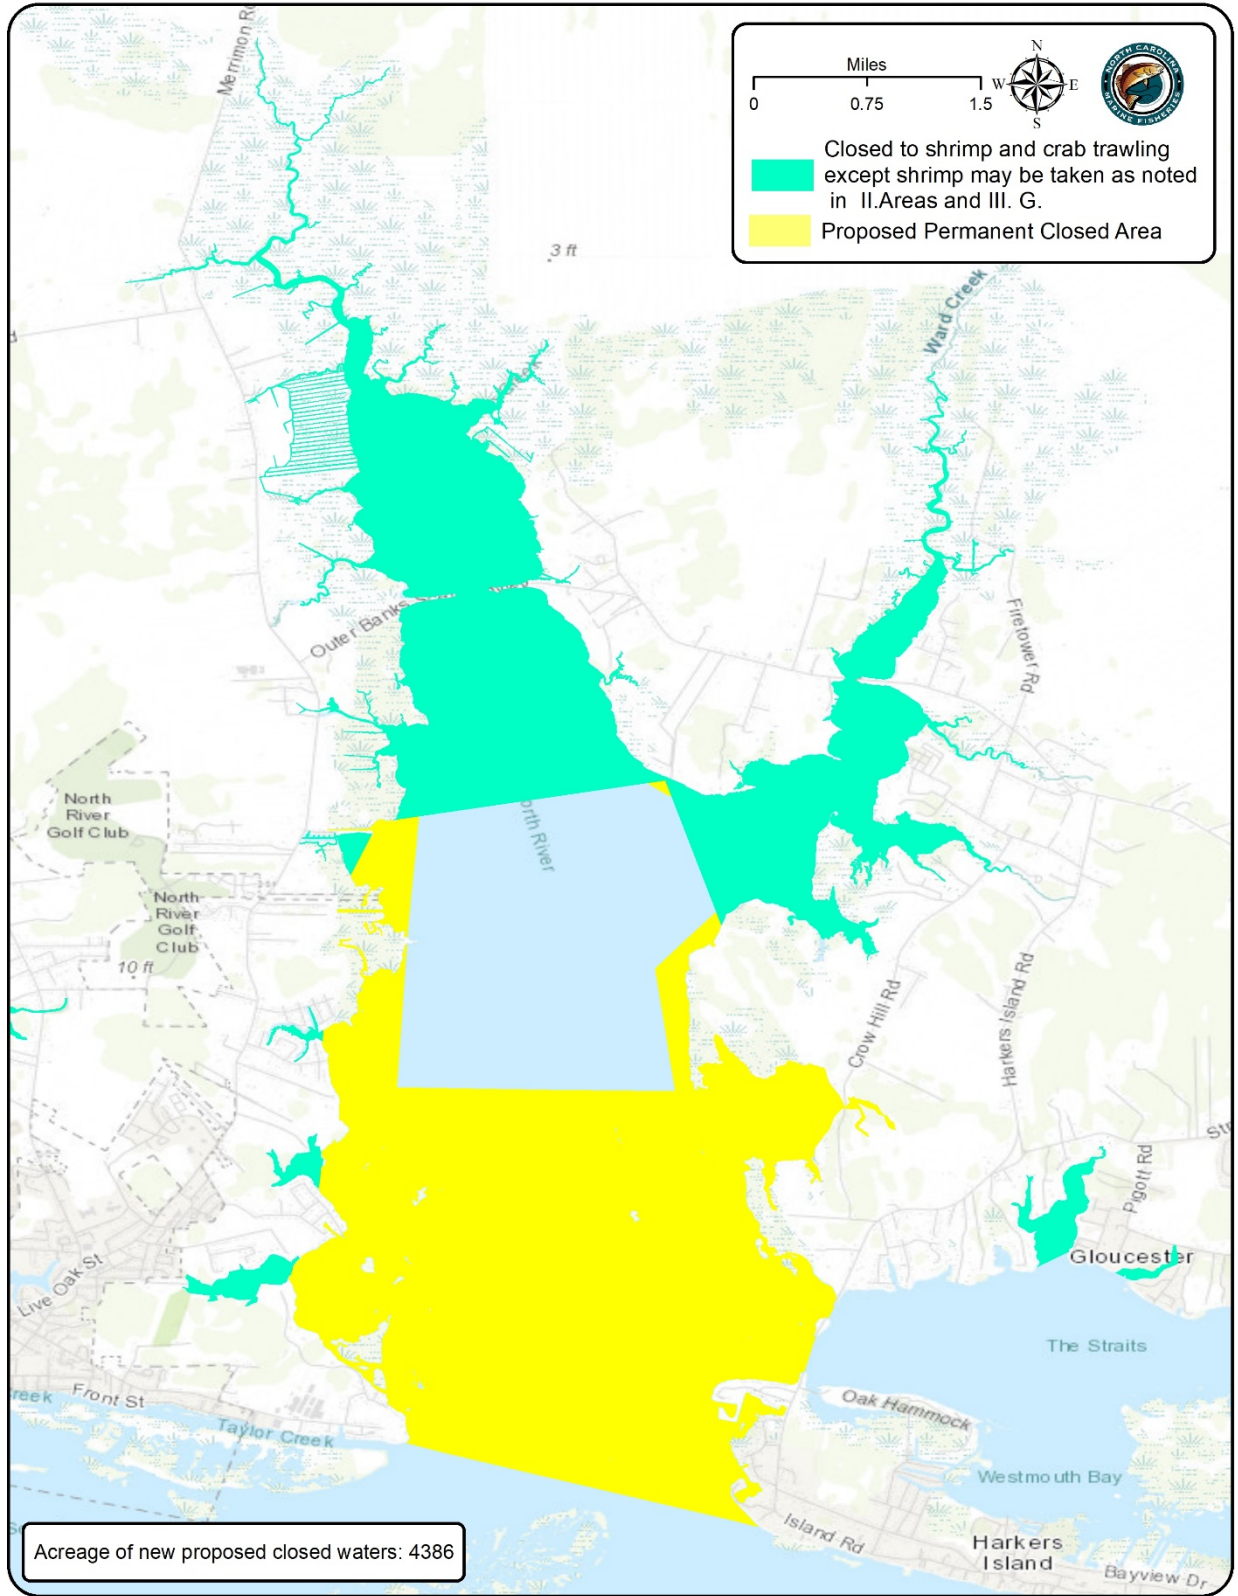 Merrimon R
Miles
0 0.75 1.5
N
W E
S
NORTH CAROLINA
MARINE FISHERIES
Closed to shrimp and crab trawling
except shrimp may be taken as noted
in II.Areas and III. G.
Proposed Permanent Closed Area
3 ft
Ward Creek
Outer Banks
Firetower Rd
North
River
Golf Club
orth River
North
River
Golf
Club
10 ft
Crow Hill Rd
Harkers Island Rd
Str
Pigott Rd
Gloucester
Live Oak St
The Straits
reek
Front St
Taylor Creek
Oak Hammock
Westmouth Bay
Island Rd
Harkers
Island
Bayview Dr
Acreage of new proposed closed waters: 4386